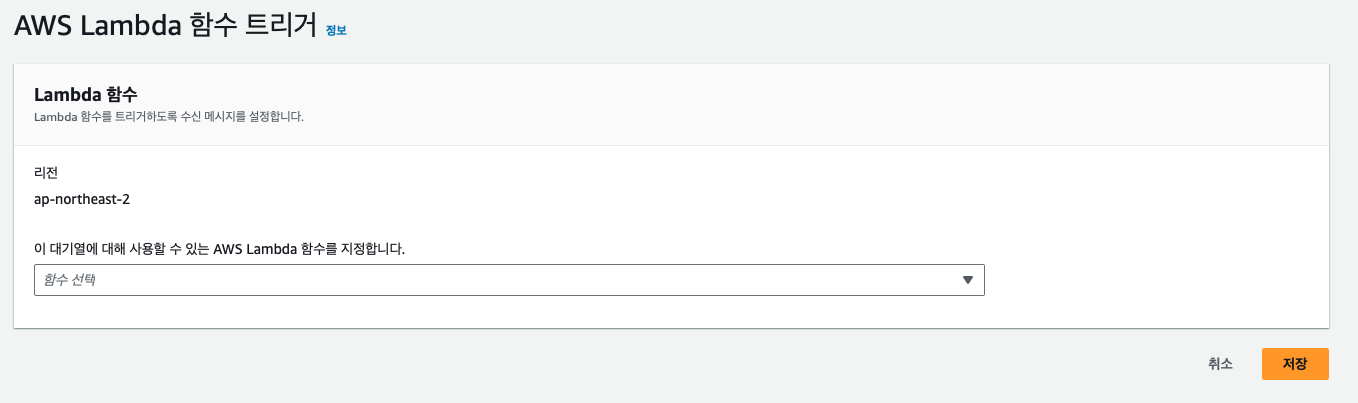 AWS Lambda 함수 트리거 정보
Lambda 함수
Lambda 함수를 트리거하도록 수신 메시지를 설정합니다.
리전
ap-northeast-2
이 대기열에 대해 사용할 수 있는 AWS Lambda 함수를 지정합니다.
함수 선택
취소 저장